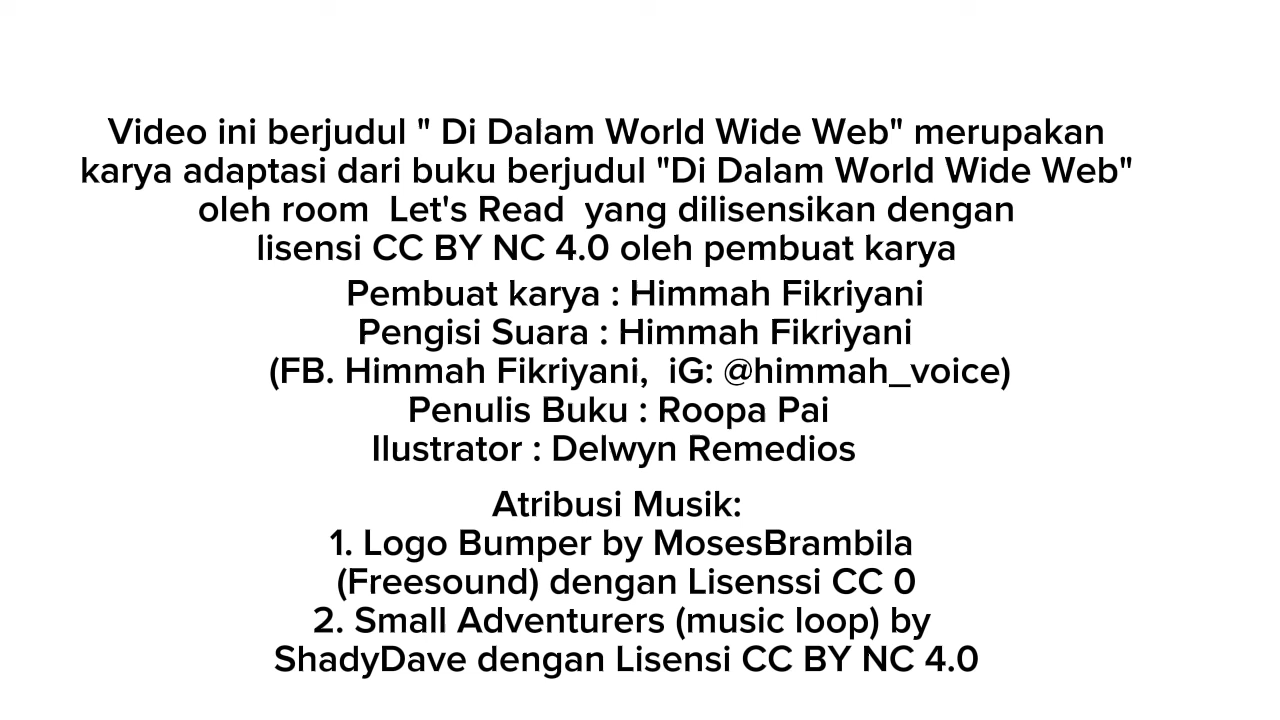 Video ini berjudul " Di Dalam World Wide Web" merupakan
karya adaptasi dari buku berjudul "Di Dalam World Wide Web"
oleh room  Let's Read  yang dilisensikan dengan
lisensi CC BY NC 4.0 oleh pembuat karya
Pembuat karya : Himmah Fikriyani
Pengisi Suara : Himmah Fikriyani
(FB. Himmah Fikriyani,  iG: @himmah_voice)
Penulis Buku : Roopa Pai
Ilustrator : Delwyn Remedios
Atribusi Musik:
1. Logo Bumper by MosesBrambila
(Freesound) dengan Lisenssi CC 0
2. Small Adventurers (music loop) by
ShadyDave dengan Lisensi CC BY NC 4.0